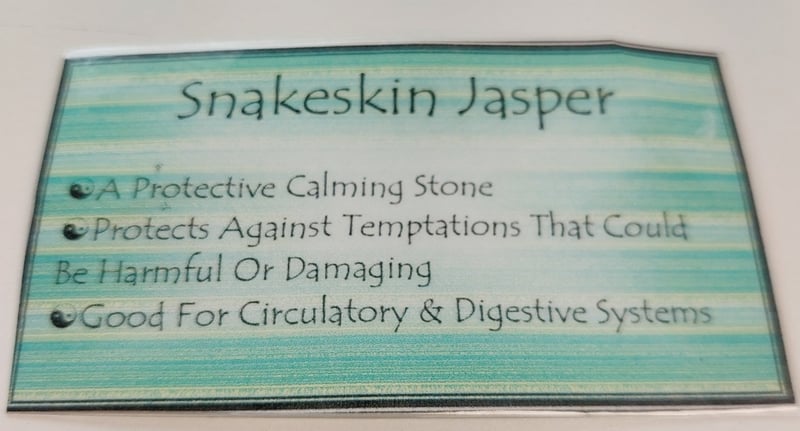 Snakeskin Jasper
A Protective Calming Stone
Protects Against Temptations That Could
Be Harmful Or Damaging
Good For Circulatory & Digestive Systems